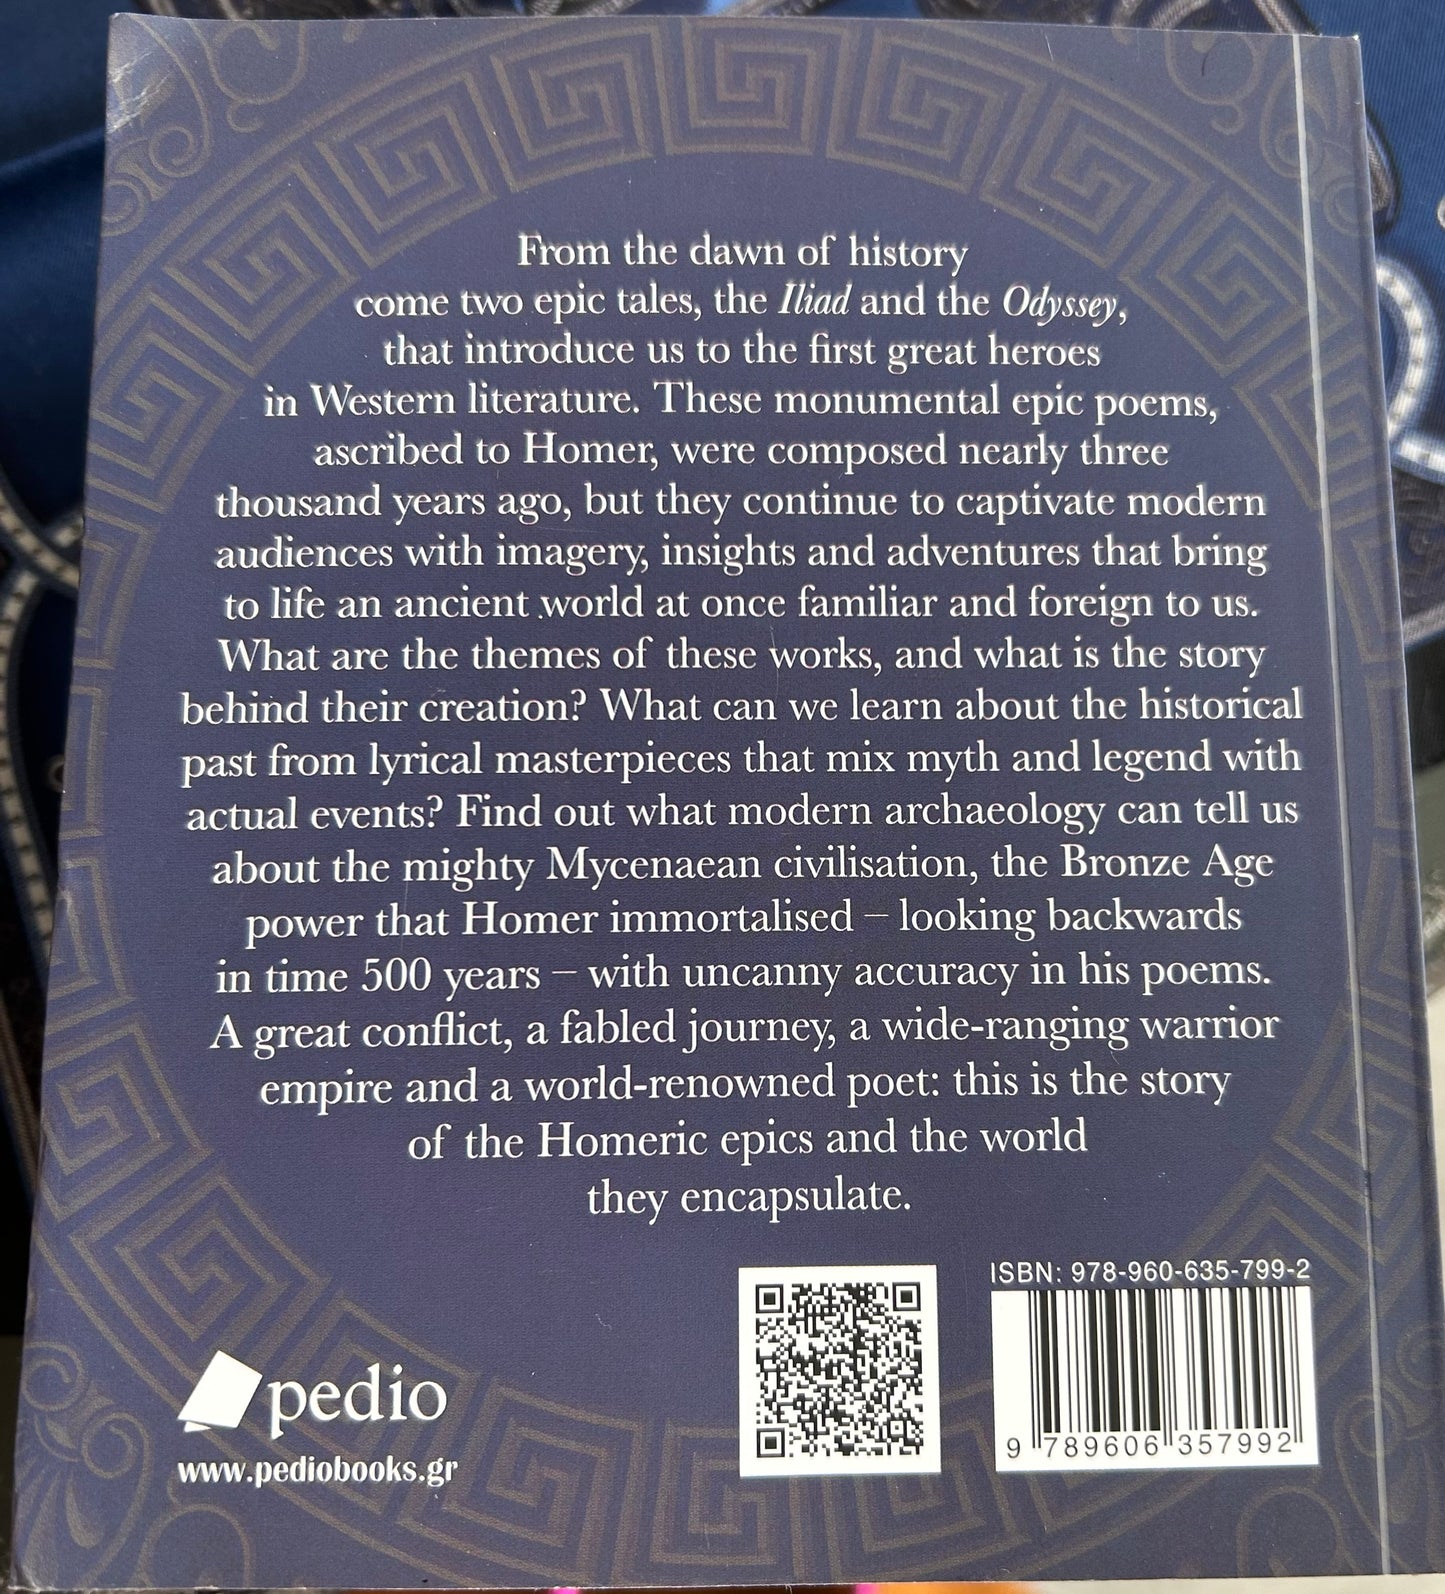 From the dawn of history
come two epic tales, the Iliad and the Odyssey,
that introduce us to the first great heroes
in Western literature. These monumental epic poems,
ascribed to Homer, were composed nearly three
thousand years ago, but they continue to captivate modern
audiences with imagery, insights and adventures that bring
to life an ancient world at once familiar and foreign to us.
What are the themes of these works, and what is the story
behind their creation? What can we learn about the historical
past from lyrical masterpieces that mix myth and legend with
actual events? Find out what modern archaeology can tell us
about the mighty Mycenaean civilisation, the Bronze Age
power that Homer immortalised – looking backwards
in time 500 years – with uncanny accuracy in his poems.
A great conflict, a fabled journey, a wide-ranging warrior
empire and a world-renowned poet: this is the story
of the Homeric epics and the world
they encapsulate.
ISBN: 978-960-635-799-2
9 789606 357992
pedio
www.pediobooks.gr